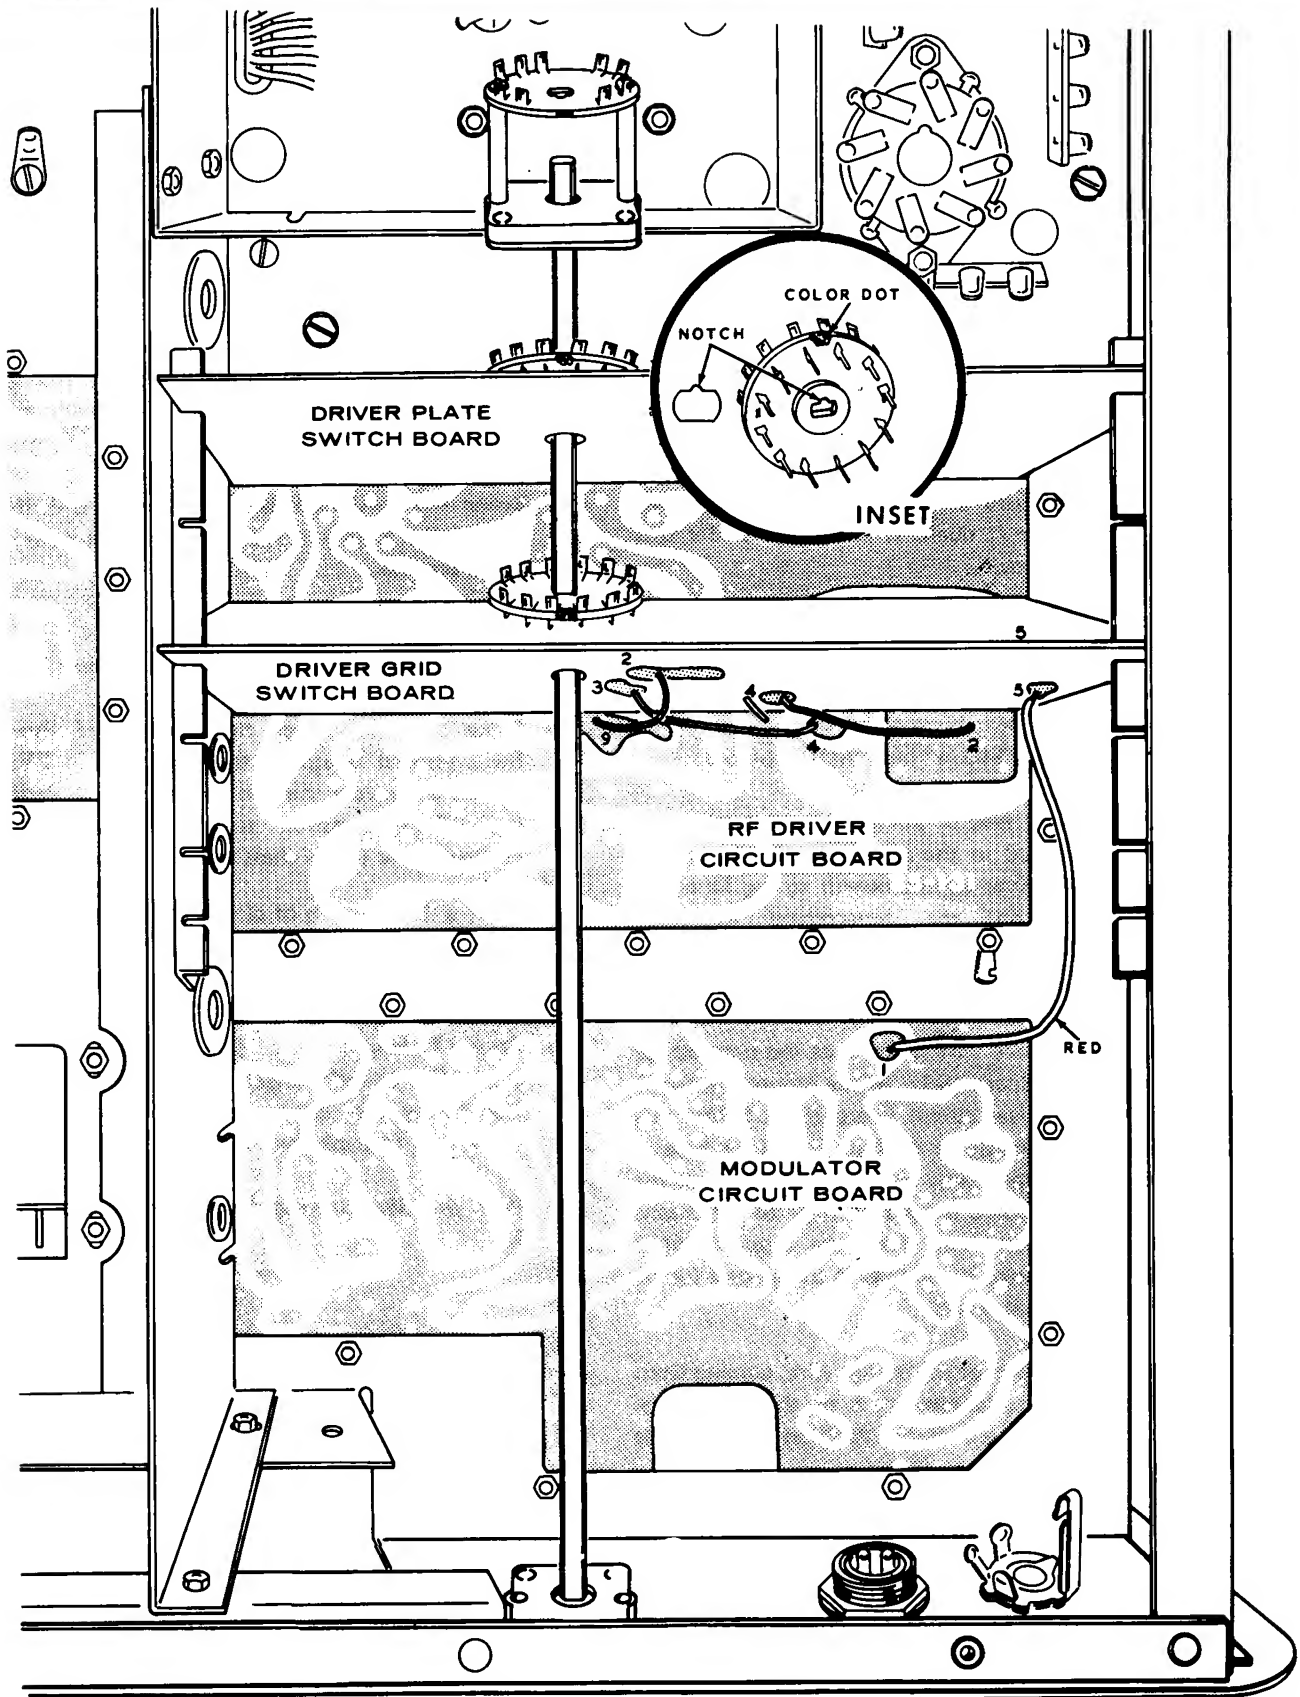 COLOR DOT
NOTCH
DRIVER PLATE
SWITCH BOARD
INSET
5
DRIVER GRID
SWITCH BOARD
2
3
4
5
9
4
2
RF DRIVER
CIRCUIT BOARD
RED
1
MODULATOR
CIRCUIT BOARD